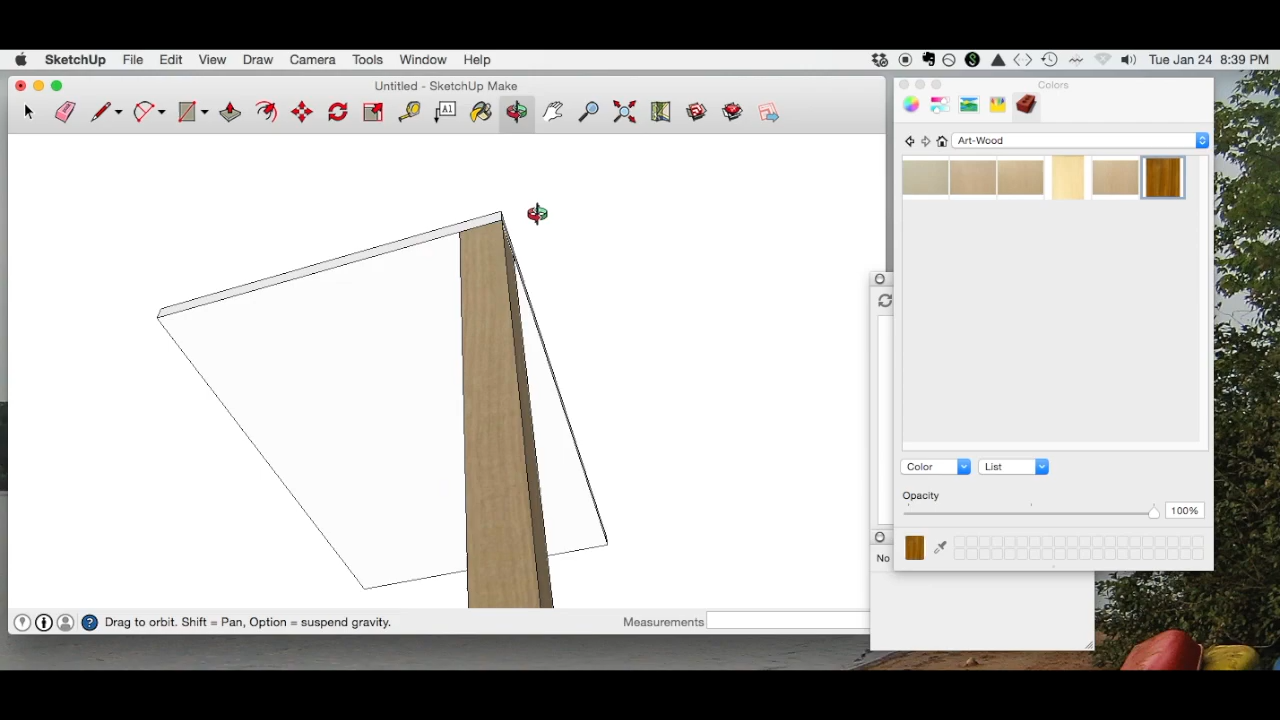 SketchUp File Edit View Draw Camera Tools Window Help
S
Tue Jan 24 8:39 PM
Untitled - SketchUp Make
Colors
A1
Art-Wood
Color
List
Opacity
100%
No
Drag to orbit. Shift = Pan, Option = suspend gravity.
Measurements